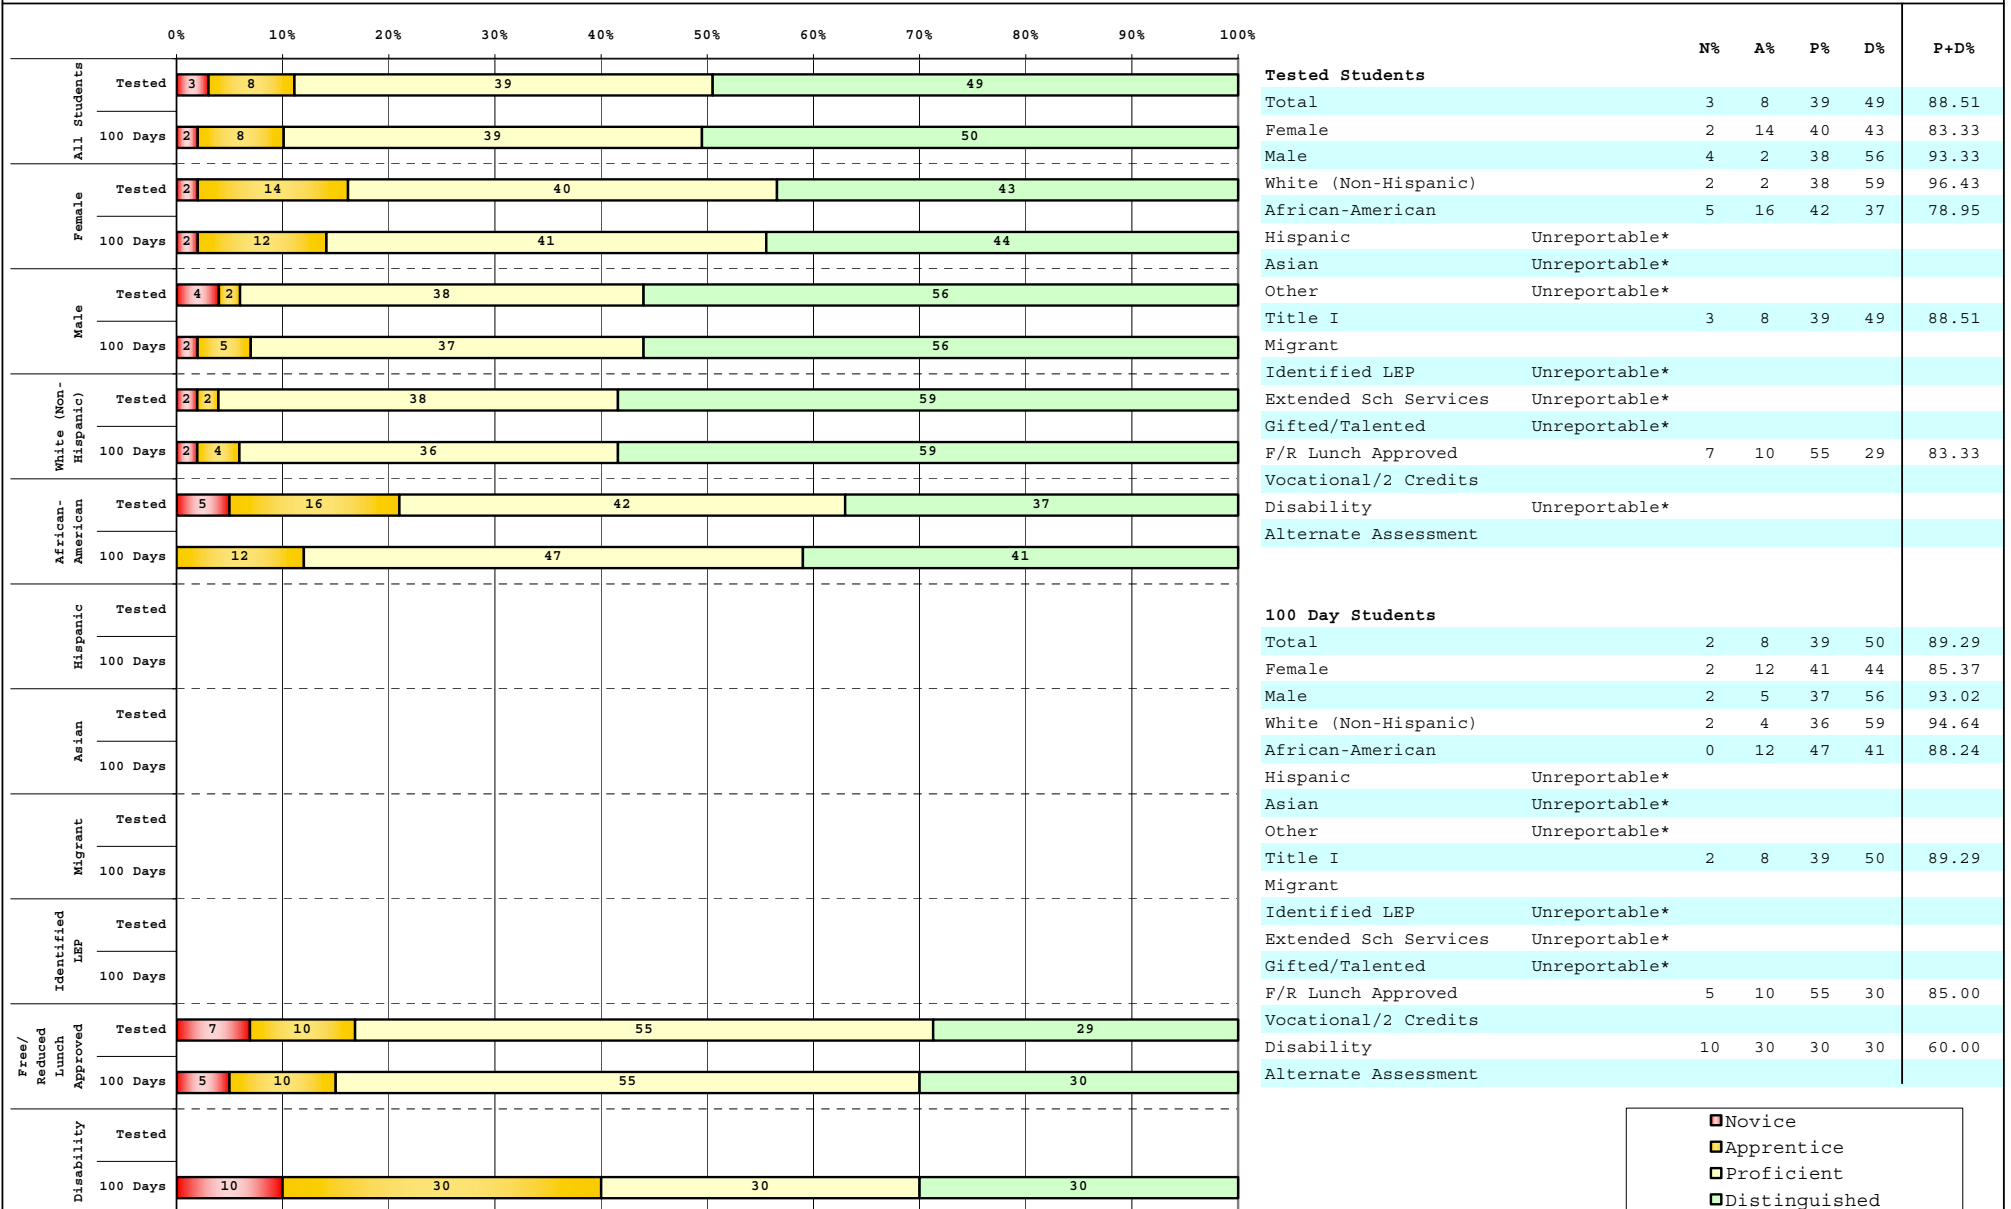 0% 10% 20% 30% 40% 50% 60% 70% 80% 90% 100%
All Students
Tested 3 8 39 49
100 Days 2 8 39 50
Female
Tested 2 14 40 43
100 Days 2 12 41 44
Male
Tested 4 2 38 56
100 Days 2 5 37 56
White (Non-
Hispanic)
Tested 2 2 38 59
100 Days 2 4 36 59
African-
American
Tested 5 16 42 37
100 Days 12 47 41
Hispanic
Tested
100 Days
Asian
Tested
100 Days
Migrant
Tested
100 Days
Identified
LEP
Tested
100 Days
Free/
Reduced
Lunch
Approved
Tested 7 10 55 29
100 Days 5 10 55 30
Disability
Tested
100 Days 10 30 30 30
N% A% P% D% P+D%
Tested Students
Total 3 8 39 49 88.51
Female 2 14 40 43 83.33
Male 4 2 38 56 93.33
White (Non-Hispanic) 2 2 38 59 96.43
African-American 5 16 42 37 78.95
Hispanic Unreportable*
Asian Unreportable*
Other Unreportable*
Title I 3 8 39 49 88.51
Migrant
Identified LEP Unreportable*
Extended Sch Services Unreportable*
Gifted/Talented Unreportable*
F/R Lunch Approved 7 10 55 29 83.33
Vocational/2 Credits
Disability Unreportable*
Alternate Assessment
100 Day Students
Total 2 8 39 50 89.29
Female 2 12 41 44 85.37
Male 2 5 37 56 93.02
White (Non-Hispanic) 2 4 36 59 94.64
African-American 0 12 47 41 88.24
Hispanic Unreportable*
Asian Unreportable*
Other Unreportable*
Title I 2 8 39 50 89.29
Migrant
Identified LEP Unreportable*
Extended Sch Services Unreportable*
Gifted/Talented Unreportable*
F/R Lunch Approved 5 10 55 30 85.00
Vocational/2 Credits
Disability 10 30 30 30 60.00
Alternate Assessment
Novice
Apprentice
Proficient
Distinguished